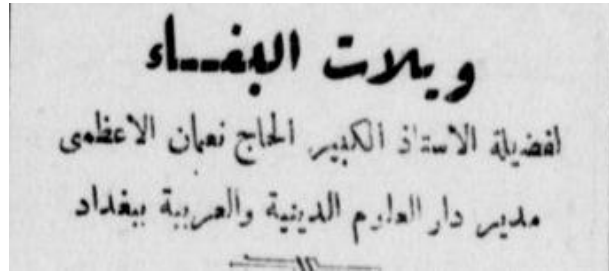 ويلات البغاء
لفضيلة الاستاذ الكبير الحاج نعمان الاعظمى
مدير دار العلوم الدينية والعربية ببغداد